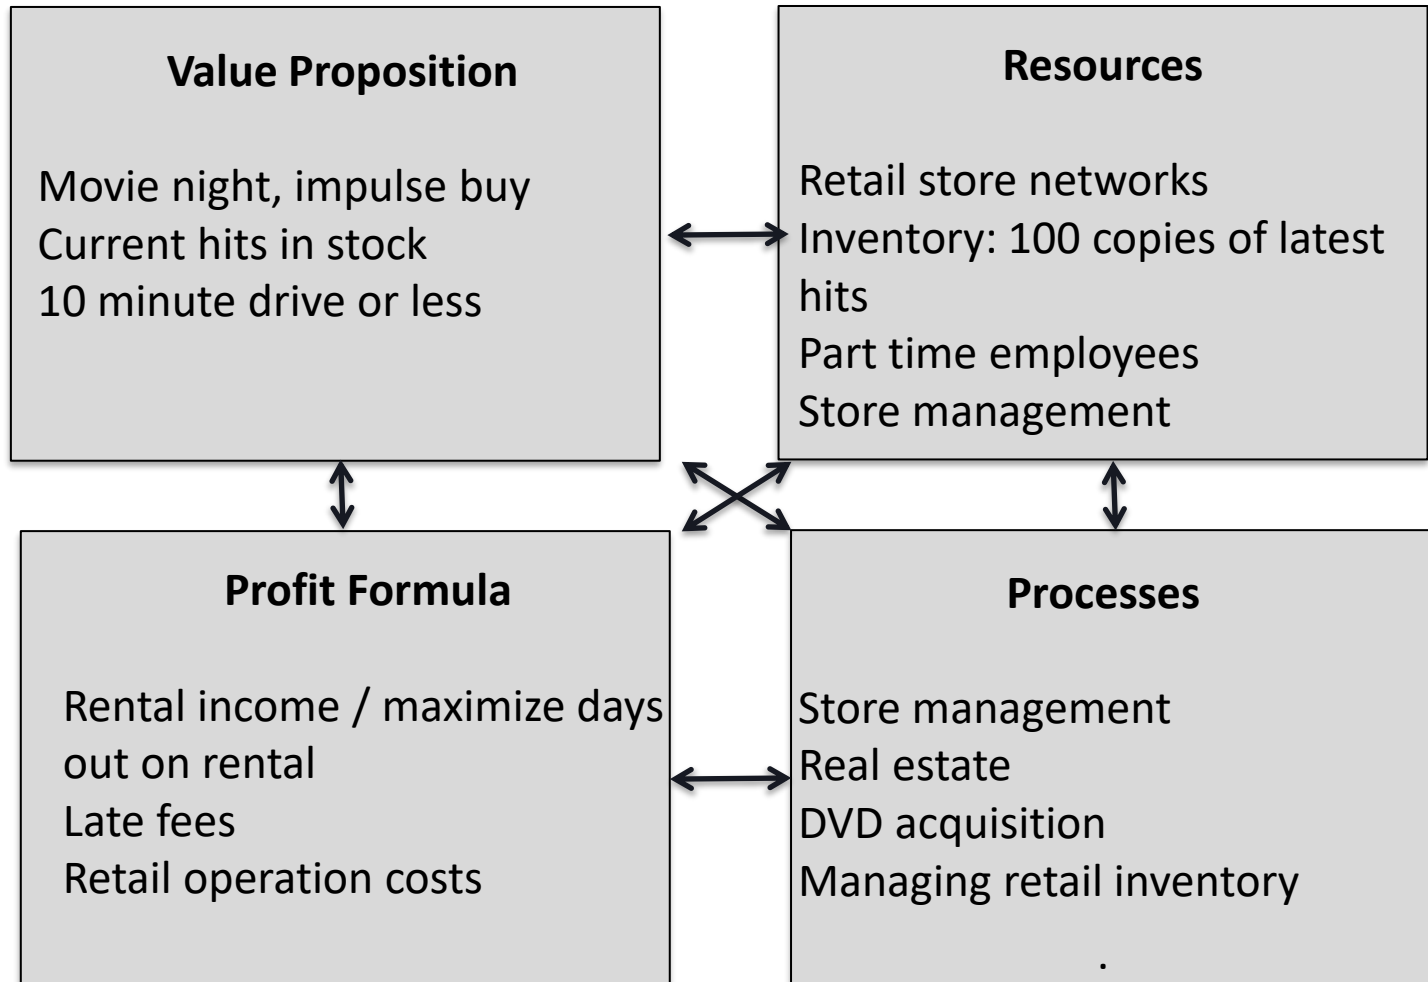 Value Proposition
Movie night, impulse buy
Current hits in stock
10 minute drive or less
Resources
Retail store networks
Inventory: 100 copies of latest
hits
Part time employees
Store management
Profit Formula
Rental income / maximize days
out on rental
Late fees
Retail operation costs
Processes
Store management
Real estate
DVD acquisition
Managing retail inventory
.